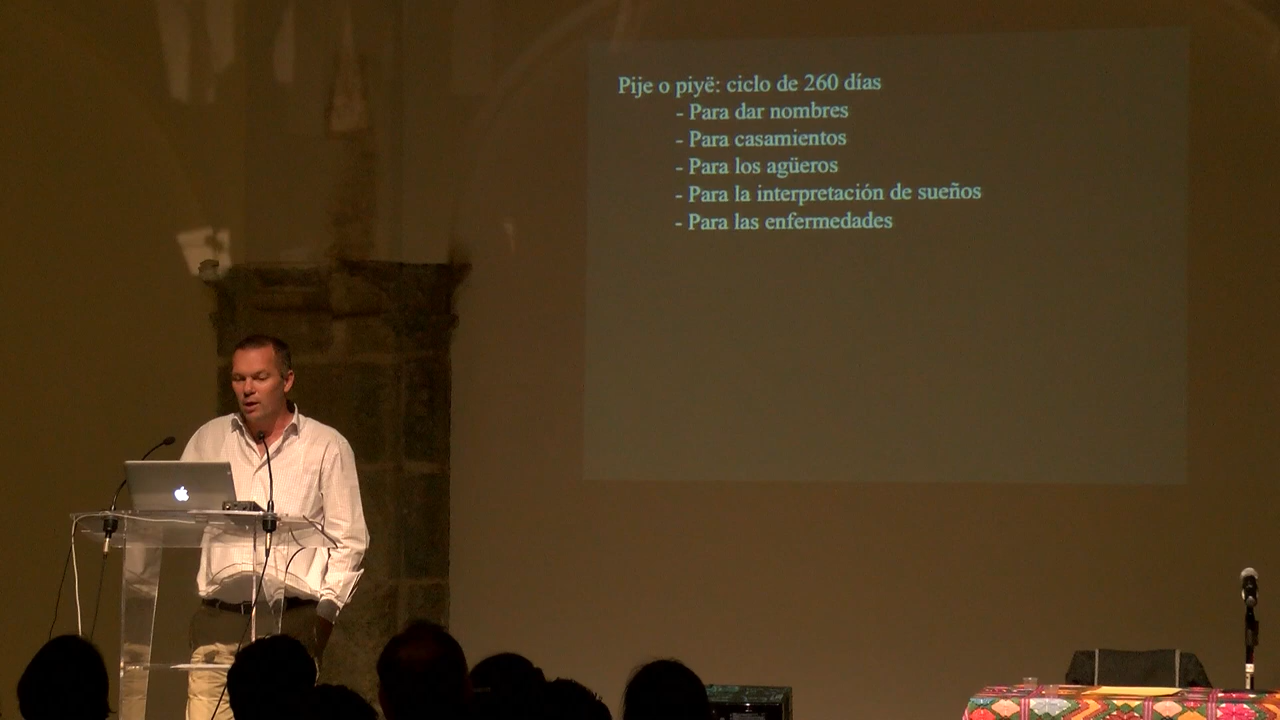 Pije o piyë: ciclo de 260 días
- Para dar nombres
- Para casamientos
- Para los agüeros
- Para la interpretación de sueños
- Para las enfermedades